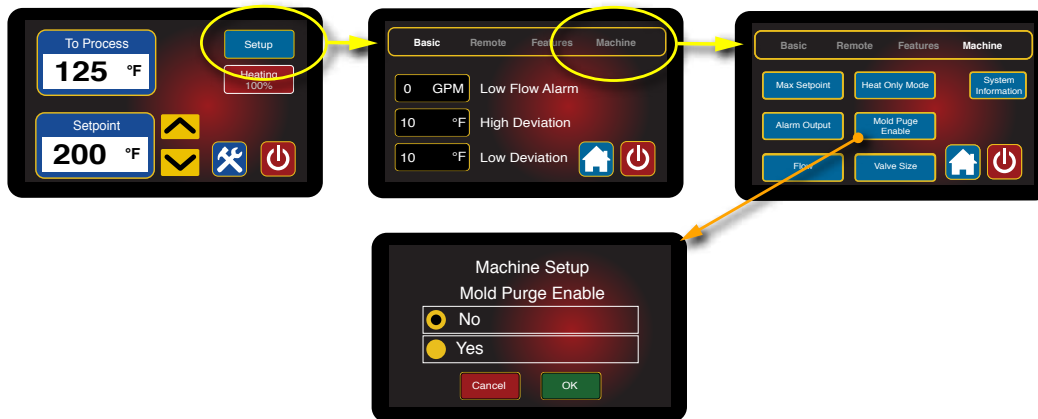 To Process
125 °F
Setup
Heating
100%
Setpoint
200 °F
Basic Remote Features Machine
0 GPM Low Flow Alarm
10 °F High Deviation
10 °F Low Deviation
Basic Remote Features Machine
Max Setpoint Heat Only Mode System
Information
Alarm Output Mold Puge
Enable
Flow Valve Size
Machine Setup
Mold Purge Enable
No
Yes
Cancel OK